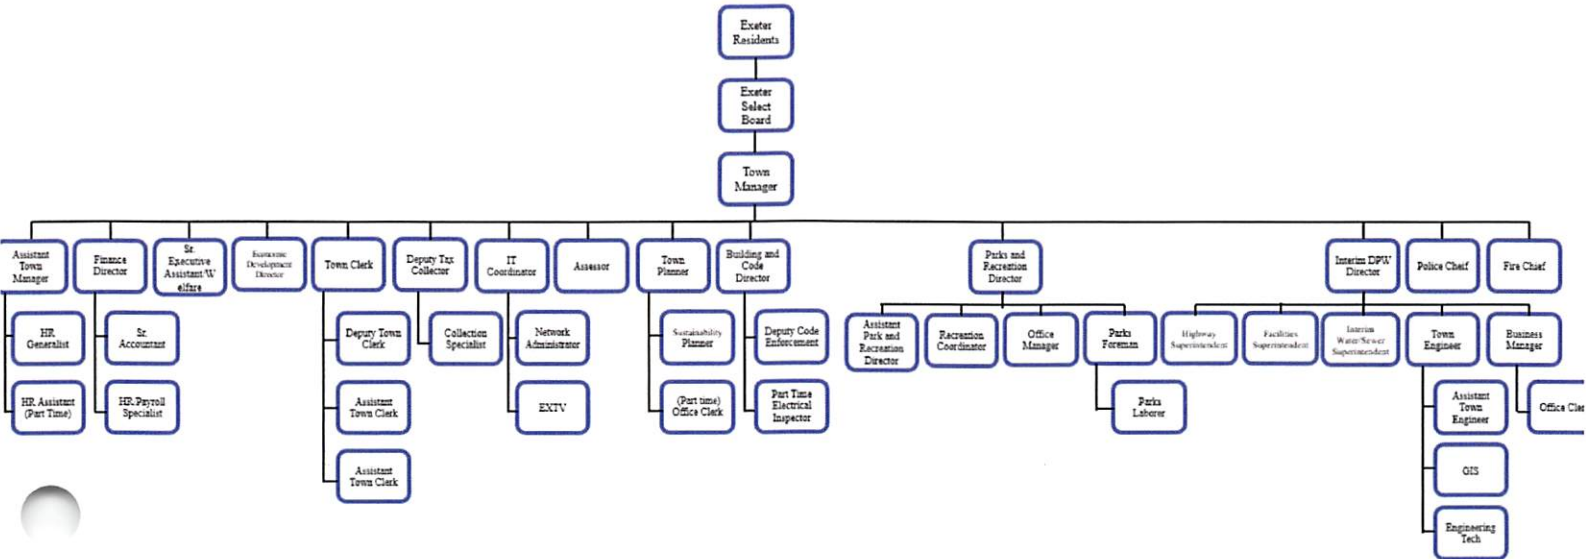 Exeter
Residents
Exeter
Select
Board
Town
Manager
Assistant
Town
Manager
Finance
Director
Sr.
Executive
Assistant/W
elfare
Economic
Development
Director
Town Clerk
Deputy Tax
Collector
IT
Coordinator
Assessor
Town
Planner
Building and
Code
Director
Parks and
Recreation
Director
Interim DPW
Director
Police Cheif
Fire Chief
HR
Generalist
Sr.
Accountant
Deputy Town
Clerk
Collection
Specialist
Network
Administrator
Sustainability
Planner
Deputy Code
Enforcement
Assistant
Park and
Recreation
Director
Recreation
Coordinator
Office
Manager
Parks
Foreman
Highway
Superintendent
Facilities
Superintendent
Interim
Water/Sewer
Superintendent
Town
Engineer
Business
Manager
HR Assistant
(Part Time)
HR/Payroll
Specialist
Assistant
Town Clerk
EXTV
(Part time)
Office Clerk
Part Time
Electrical
Inspector
Parks
Laborer
Assistant
Town
Engineer
Office Cler
Assistant
Town Clerk
GIS
Engineering
Tech